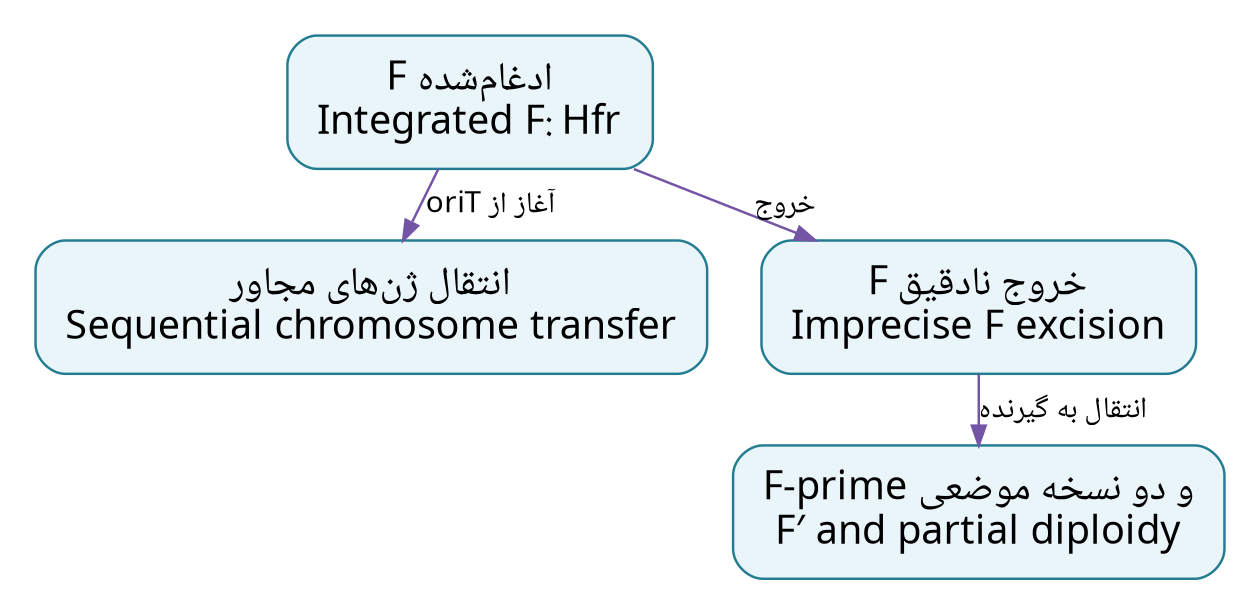 F ادغام‌شده
Integrated F: Hfr
آغاز از oriT
خروج
انتقال ژن‌های مجاور
Sequential chromosome transfer
خروج نادقیق F
Imprecise F excision
انتقال به گیرنده
F-prime و دو نسخه موضعی
F′ and partial diploidy